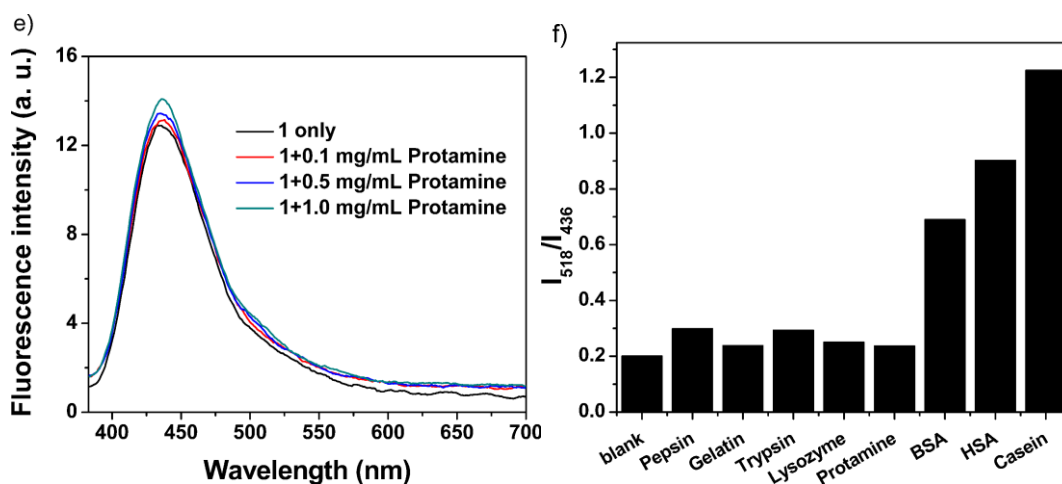 e)
Fluorescence intensity (a. u.)
16
12
8
4
0
1 only
1+0.1 mg/mL Protamine
1+0.5 mg/mL Protamine
1+1.0 mg/mL Protamine
400 450 500 550 600 650 700
Wavelength (nm)
f)
I518/I436
1.2
1.0
0.8
0.6
0.4
0.2
0.0
blank
Pepsin
Gelatin
Trypsin
Lysozyme
Protamine
BSA
HSA
Casein